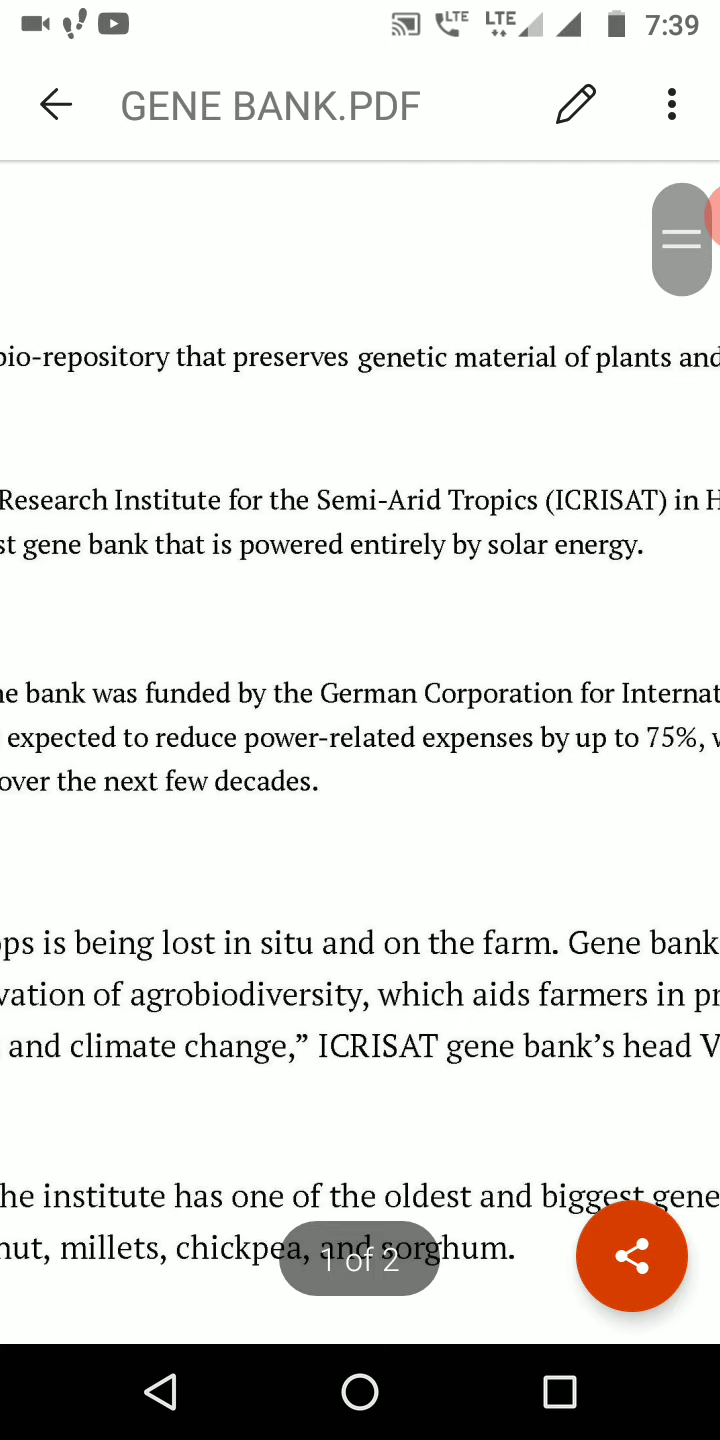 LTE LTE 7:39
GENE BANK.PDF
bio-repository that preserves genetic material of plants and
Research Institute for the Semi-Arid Tropics (ICRISAT) in H
st gene bank that is powered entirely by solar energy.
ne bank was funded by the German Corporation for Internat
expected to reduce power-related expenses by up to 75%, w
over the next few decades.
ops is being lost in situ and on the farm. Gene bank
vation of agrobiodiversity, which aids farmers in pr
and climate change,” ICRISAT gene bank’s head V
he institute has one of the oldest and biggest gene
nut, millets, chickpea, and sorghum.
1 of 2